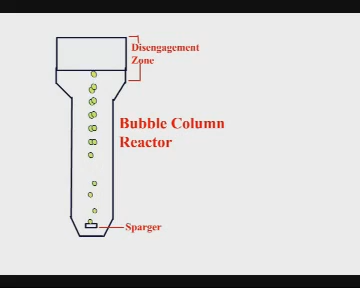 Disengagement
Zone
Bubble Column
Reactor
Sparger